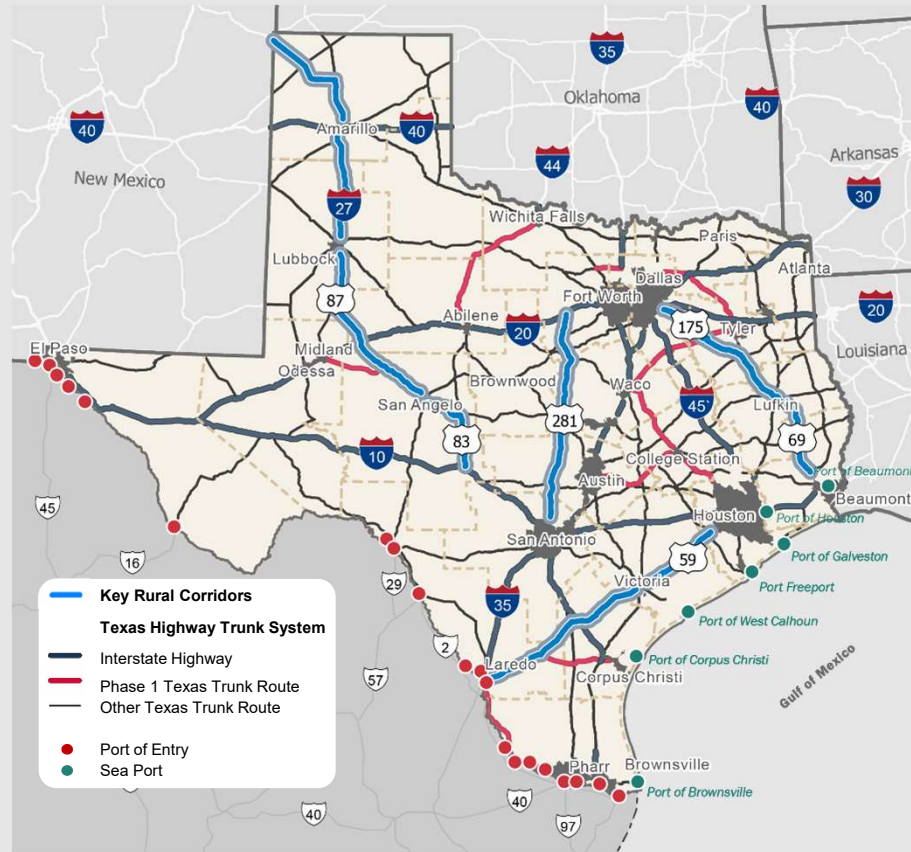 35
Oklahoma
40
40
Amarillo
40
New Mexico
44
Arkansas
30
27
Wichita Falls
Paris
Lubbock
Dallas
Atlanta
87
Fort Worth
20
Abilene
20
175
Tyler
El Paso
Midland
Odessa
Brownwood
Waco
Louisiana
San Angelo
281
45`
Lufkin
83
69
10
College Station
Port of Beaumont
Austin
Beaumont
45
Houston
Port of Houston
San Antonio
16
59
Port of Galveston
29
Victoria
Port Freeport
35
Port of West Calhoun
2
Laredo
Port of Corpus Christi
57
Corpus Christi
Gulf of Mexico
Key Rural Corridors
Texas Highway Trunk System
Interstate Highway
Phase 1 Texas Trunk Route
Other Texas Trunk Route
Port of Entry
Sea Port
Pharr
Brownsville
Port of Brownsville
40
40
97